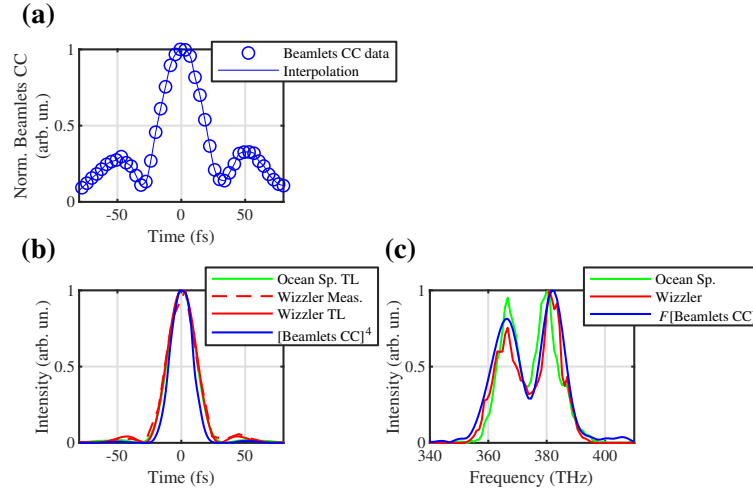 (a)
Norm. Beamlets CC
(arb. un.)
1
0.5
0
-50
0
50
Time (fs)
Beamlets CC data
Interpolation
(b)
Intensity (arb. un.)
1
0.5
0
-50
0
50
Time (fs)
Ocean Sp. TL
Wizzler Meas.
Wizzler TL
[Beamlets CC]⁴
(c)
Intensity (arb. un.)
1
0.5
0
340
360
380
400
Frequency (THz)
Ocean Sp.
Wizzler
F[Beamlets CC]